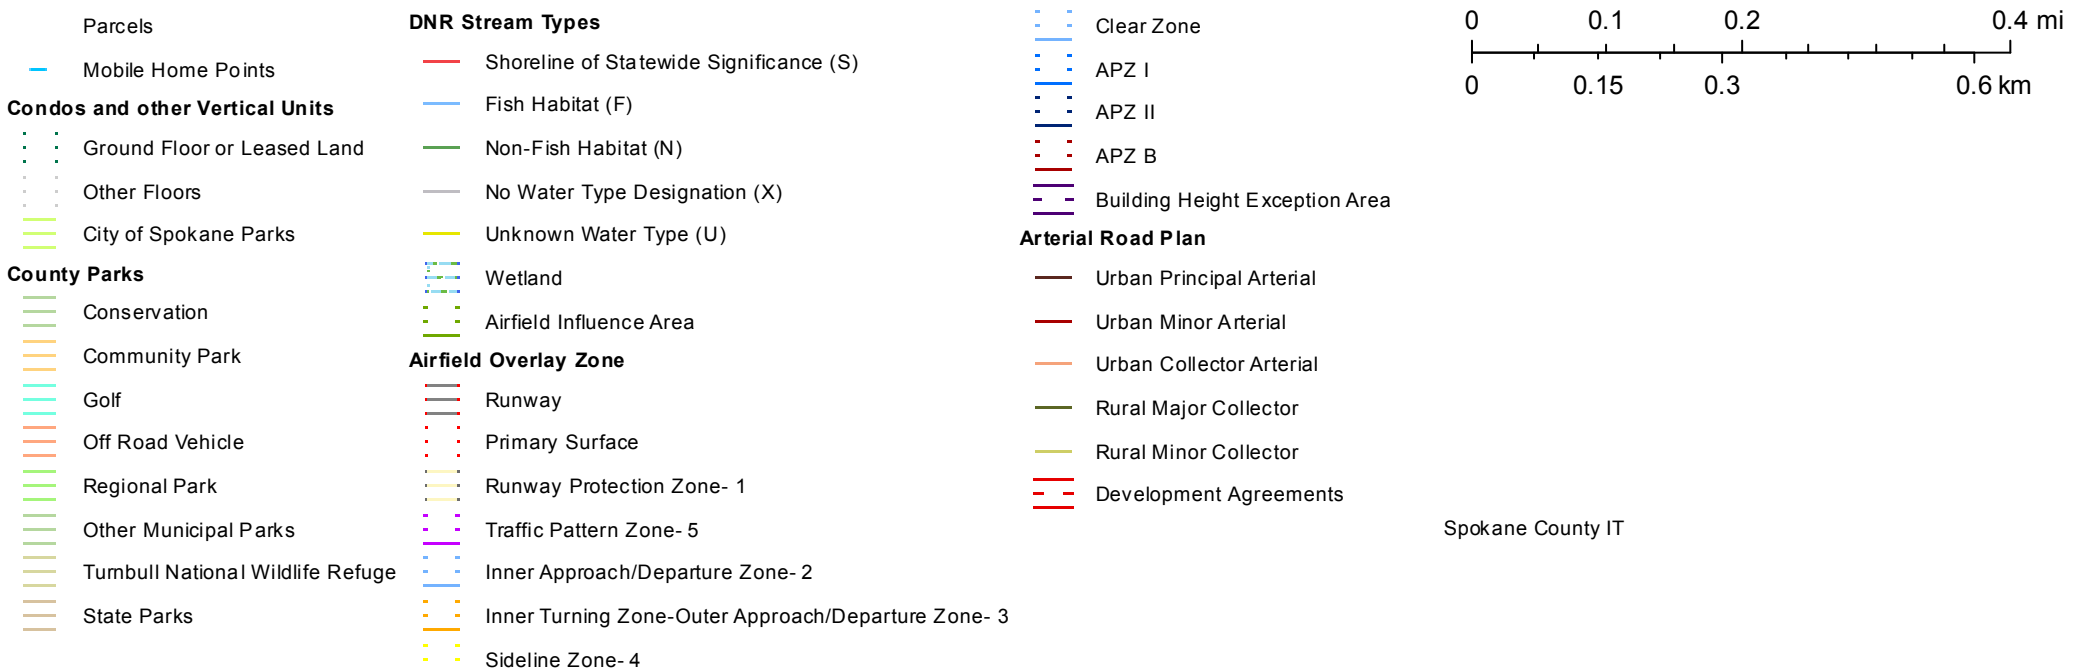 Parcels
Mobile Home Points
Condos and other Vertical Units
Ground Floor or Leased Land
Other Floors
City of Spokane Parks
County Parks
Conservation
Community Park
Golf
Off Road Vehicle
Regional Park
Other Municipal Parks
Turnbull National Wildlife Refuge
State Parks
DNR Stream Types
Shoreline of Statewide Significance (S)
Fish Habitat (F)
Non-Fish Habitat (N)
No Water Type Designation (X)
Unknown Water Type (U)
Wetland
Airfield Influence Area
Airfield Overlay Zone
Runway
Primary Surface
Runway Protection Zone- 1
Traffic Pattern Zone- 5
Inner Approach/Departure Zone- 2
Inner Turning Zone-Outer Approach/Departure Zone- 3
Sideline Zone- 4
Clear Zone
APZ I
APZ II
APZ B
Building Height Exception Area
Arterial Road Plan
Urban Principal Arterial
Urban Minor Arterial
Urban Collector Arterial
Rural Major Collector
Rural Minor Collector
Development Agreements
0 0.1 0.2 0.4 mi
0 0.15 0.3 0.6 km
Spokane County IT